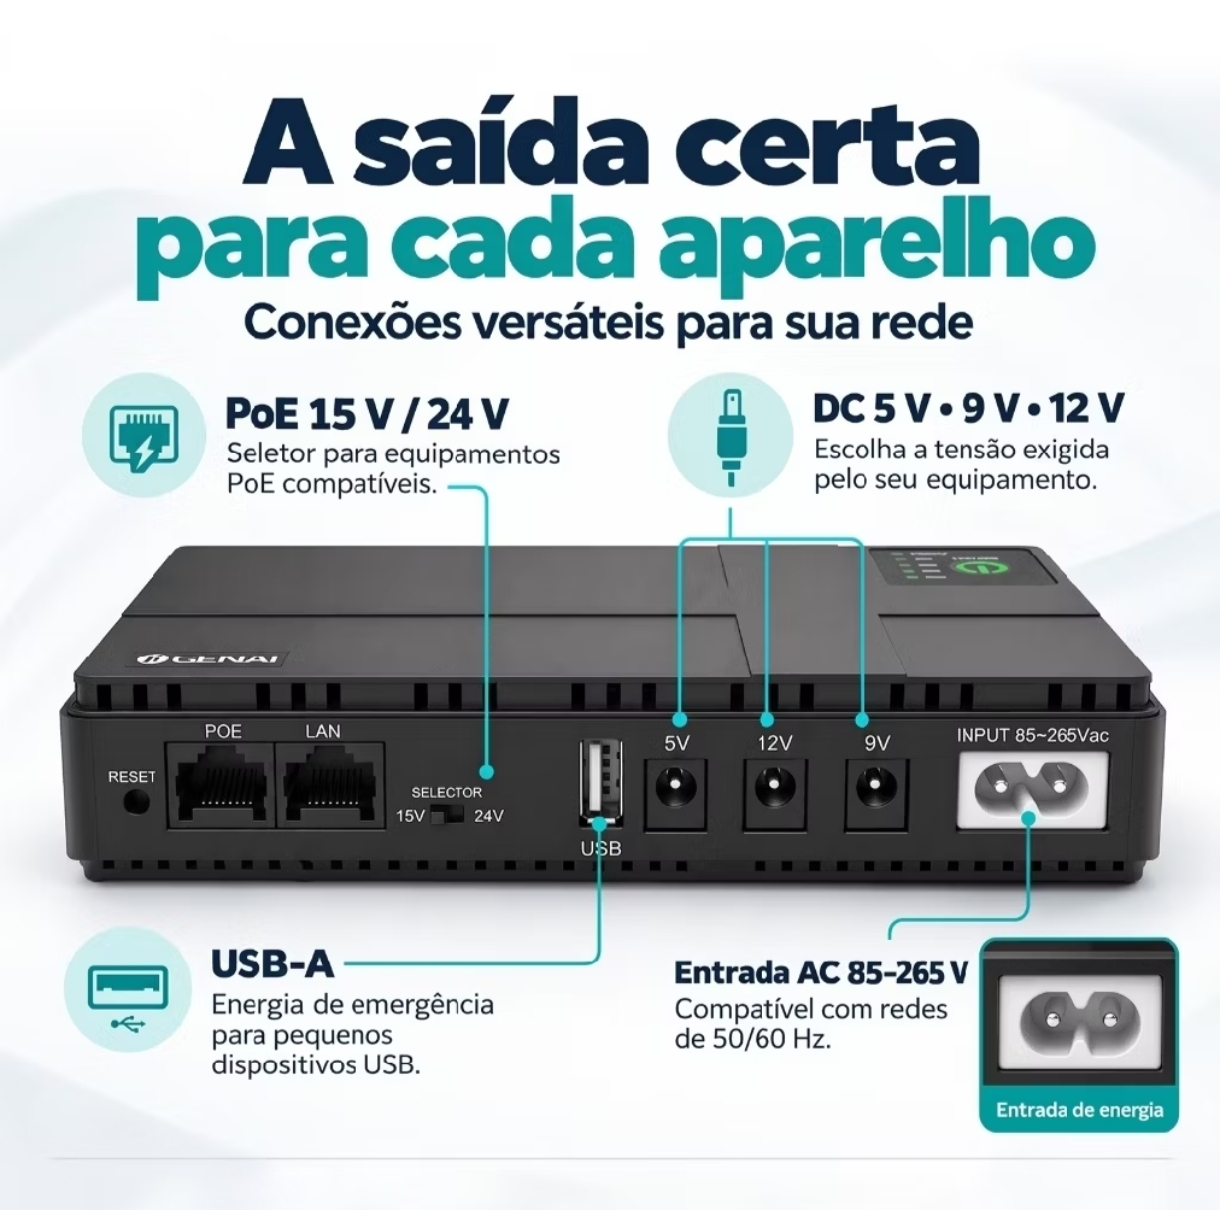 A saída certa
para cada aparelho
Conexões versáteis para sua rede
PoE 15 V / 24 V
Seletor para equipamentos
PoE compatíveis.
DC 5 V • 9 V • 12 V
Escolha a tensão exigida
pelo seu equipamento.
GENAI
POE
LAN
RESET
SELECTOR
15V
24V
USB
5V
12V
9V
INPUT 85~265Vac
USB-A
Energia de emergência
para pequenos
dispositivos USB.
Entrada AC 85–265 V
Compatível com redes
de 50/60 Hz.
Entrada de energia